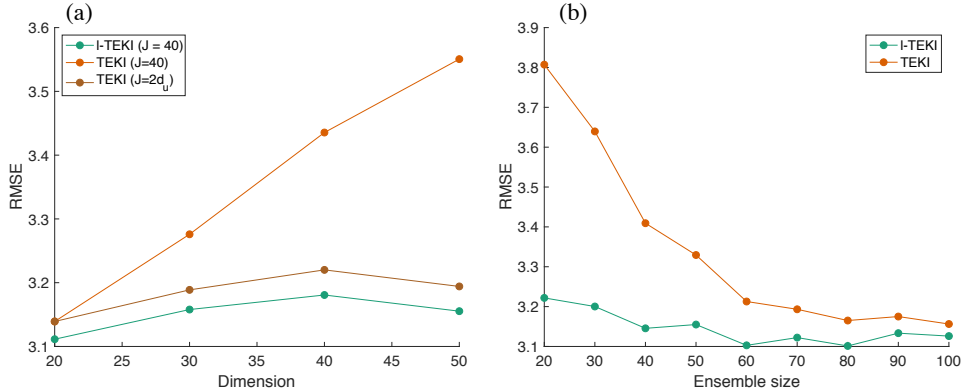 (a)
3.6
3.5
3.4
3.3
3.2
3.1
RMSE
I-TEKI (J = 40)
TEKI (J=40)
TEKI (J=2d_u)
20 25 30 35 40 45 50
Dimension
(b)
3.9
3.8
3.7
3.6
3.5
3.4
3.3
3.2
3.1
RMSE
I-TEKI
TEKI
20 30 40 50 60 70 80 90 100
Ensemble size